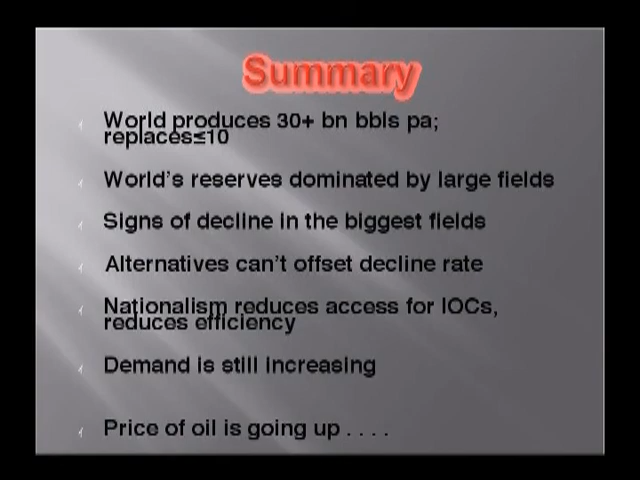 Summary
World produces 30+ bn bbls pa;
replaces≤10
World's reserves dominated by large fields
Signs of decline in the biggest fields
Alternatives can't offset decline rate
Nationalism reduces access for IOCs,
reduces efficiency
Demand is still increasing
Price of oil is going up . . . .